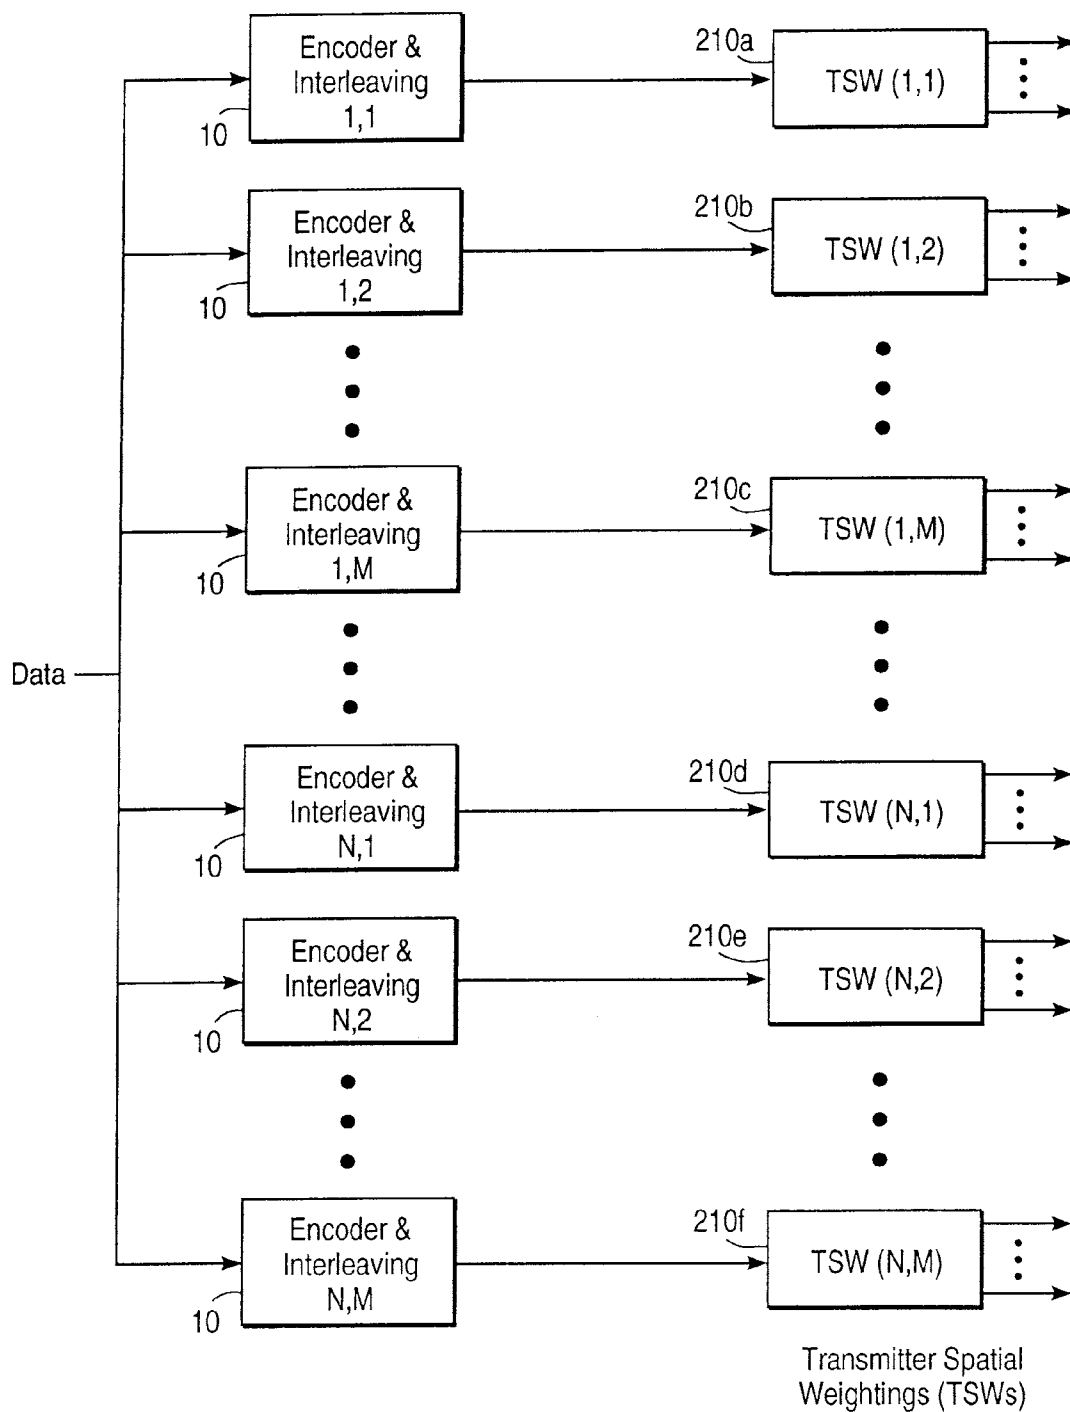 Encoder &
Interleaving
1,1
10
210a
TSW (1,1)
Encoder &
Interleaving
1,2
10
210b
TSW (1,2)
Encoder &
Interleaving
1,M
10
210c
TSW (1,M)
Data
Encoder &
Interleaving
N,1
10
210d
TSW (N,1)
Encoder &
Interleaving
N,2
10
210e
TSW (N,2)
Encoder &
Interleaving
N,M
10
210f
TSW (N,M)
Transmitter Spatial
Weightings (TSWs)